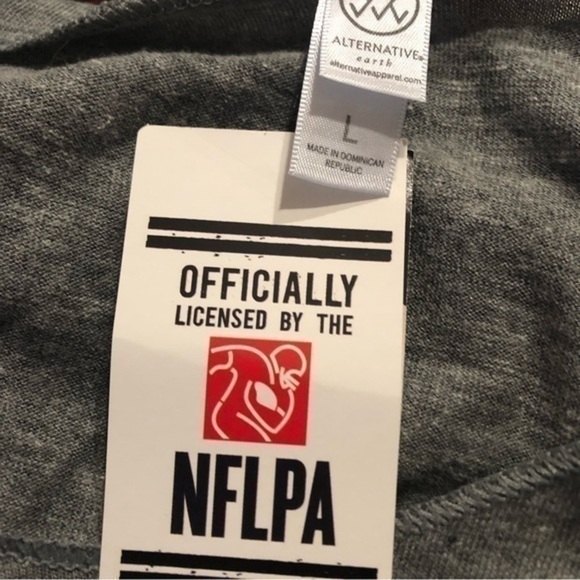 ALTERNATIVE®
earth
alternativeapparel.com
L
MADE IN DOMINICAN
REPUBLIC
OFFICIALLY
LICENSED BY THE
NFLPA